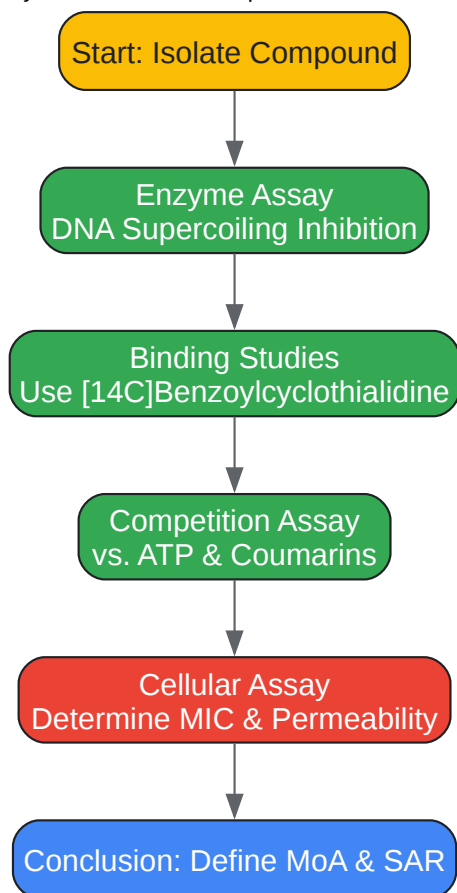 Start: Isolate Compound
Enzyme Assay
DNA Supercoiling Inhibition
Binding Studies
Use [14C]Benzoylcyclothialidine
Competition Assay
vs. ATP & Coumarins
Cellular Assay
Determine MIC & Permeability
Conclusion: Define MoA & SAR